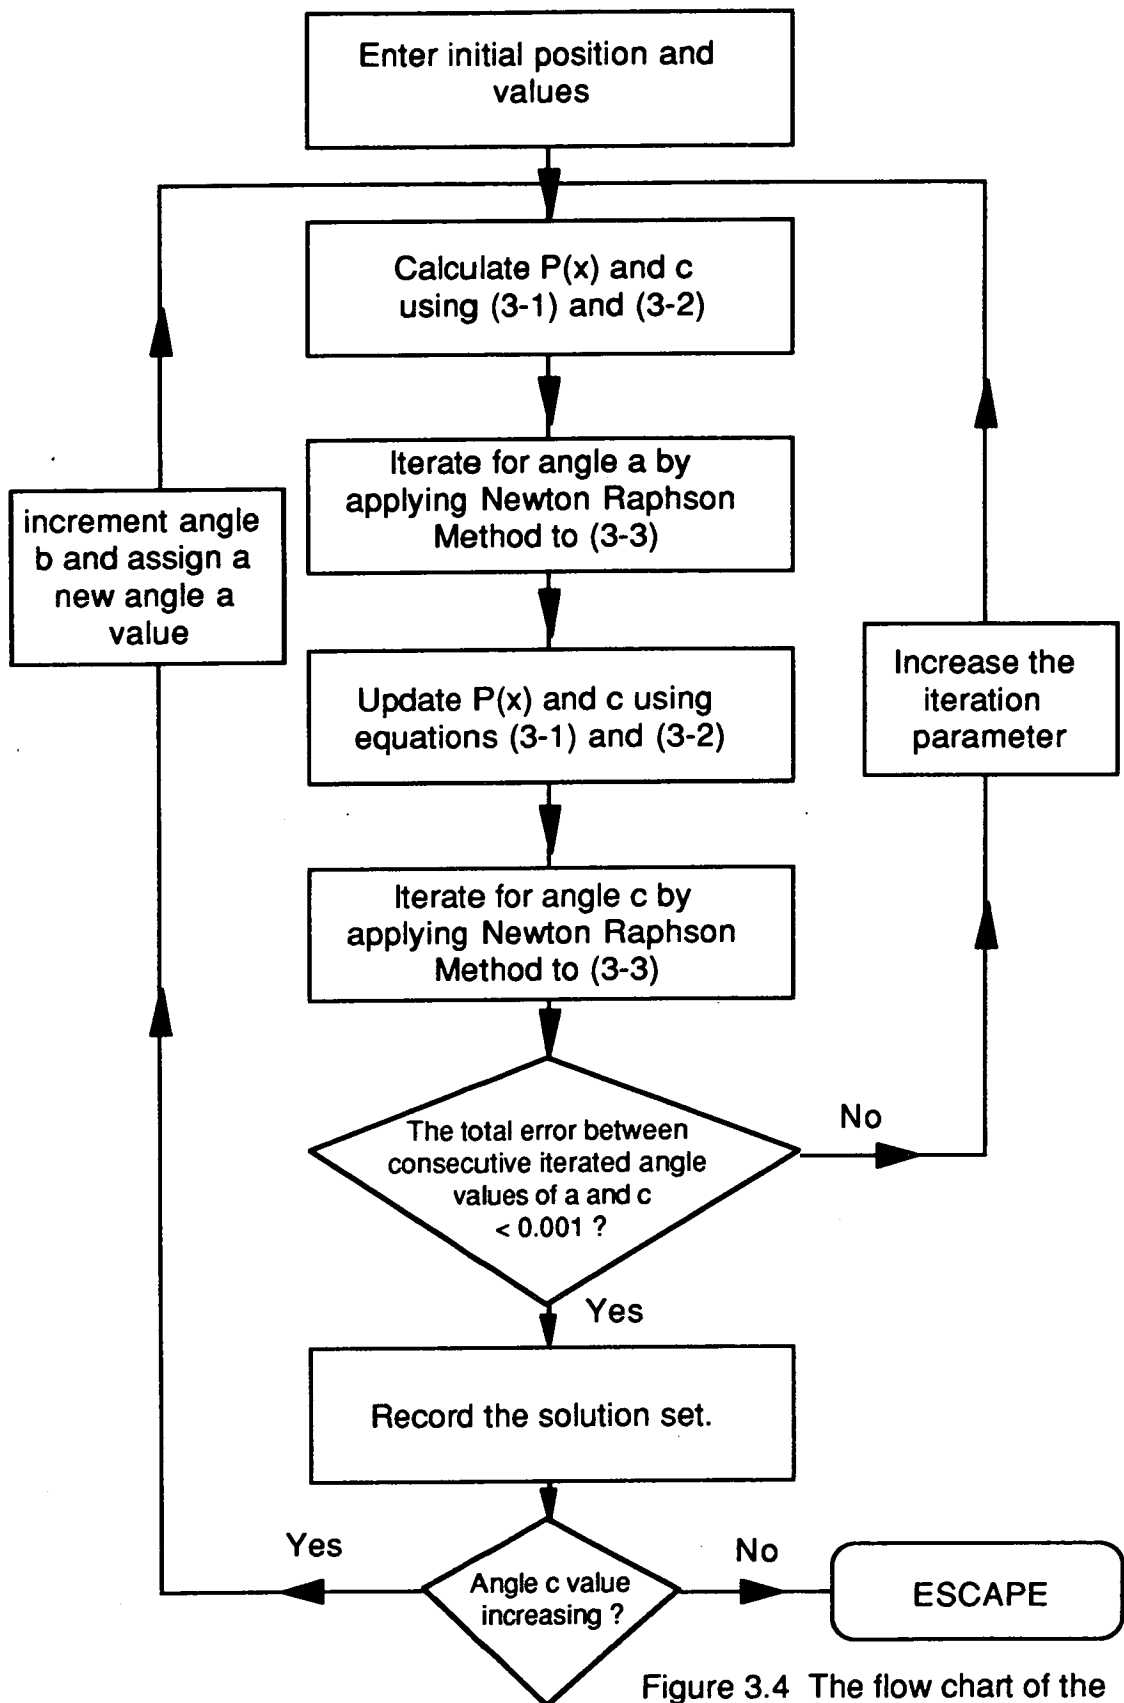 Enter initial position and
values
Calculate P(x) and c
using (3-1) and (3-2)
Iterate for angle a by
applying Newton Raphson
Method to (3-3)
increment angle
b and assign a
new angle a
value
Update P(x) and c using
equations (3-1) and (3-2)
Increase the
iteration
parameter
Iterate for angle c by
applying Newton Raphson
Method to (3-3)
The total error between
consecutive iterated angle
values of a and c
< 0.001 ?
No
Yes
Record the solution set.
Yes
Angle c value
increasing ?
No
ESCAPE
Figure 3.4 The flow chart of the